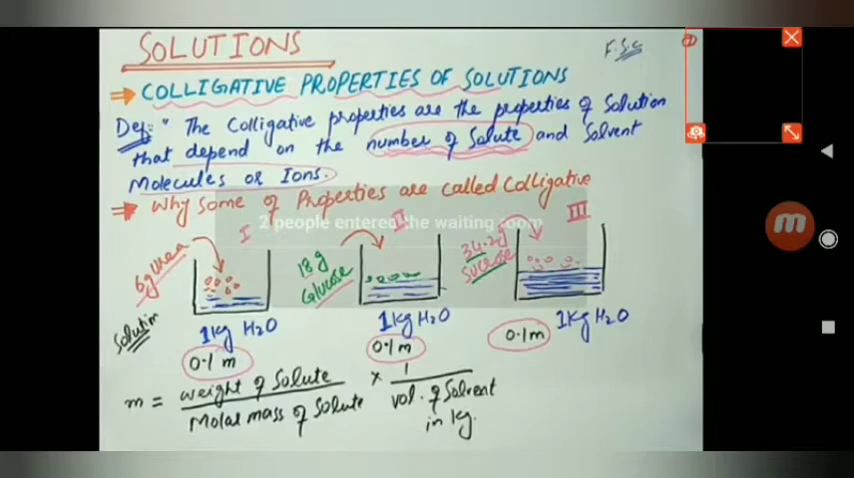 SOLUTIONS
F.Sc
⇒ COLLIGATIVE PROPERTIES OF SOLUTIONS
Def:- " The Colligative properties are the properties of Solution
that depend on the number of Solute and Solvent
Molecules or Ions.
⇒ Why Some of Properties are called Colligative
2 people entered the waiting room
I
II
III
6g urea
18g
Glucose
34.2g
Sucrose
Solution
1kg H2O
1kg H2O
1kg H2O
0.1 m
0.1 m
0.1m
m = weight of Solute / Molar mass of Solute × 1 / vol. of Solvent
in kg.